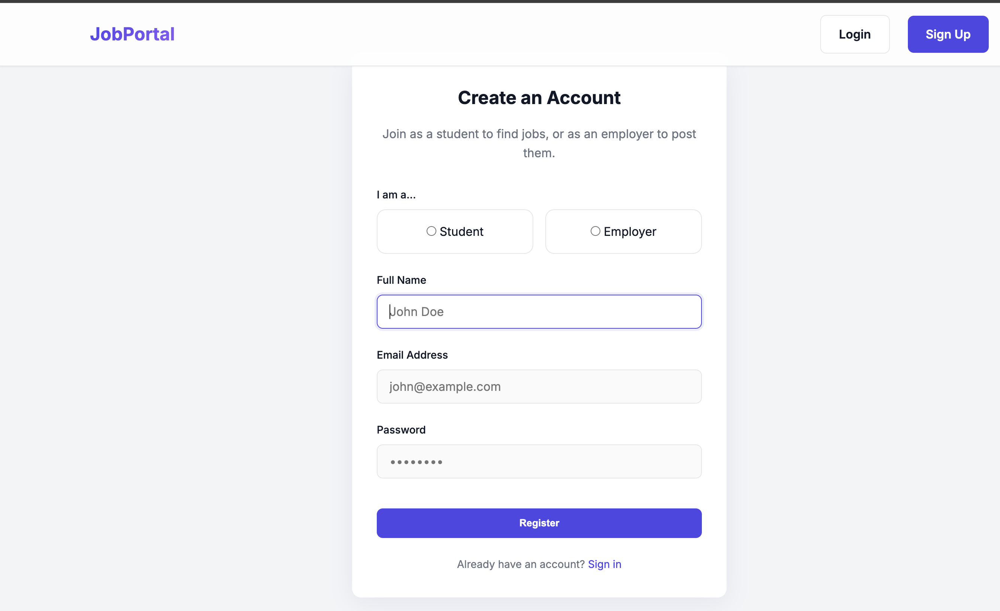 JobPortal
Login
Sign Up
Create an Account
Join as a student to find jobs, or as an employer to post
them.
I am a...
Student
Employer
Full Name
John Doe
Email Address
john@example.com
Password
••••••••
Register
Already have an account? Sign in